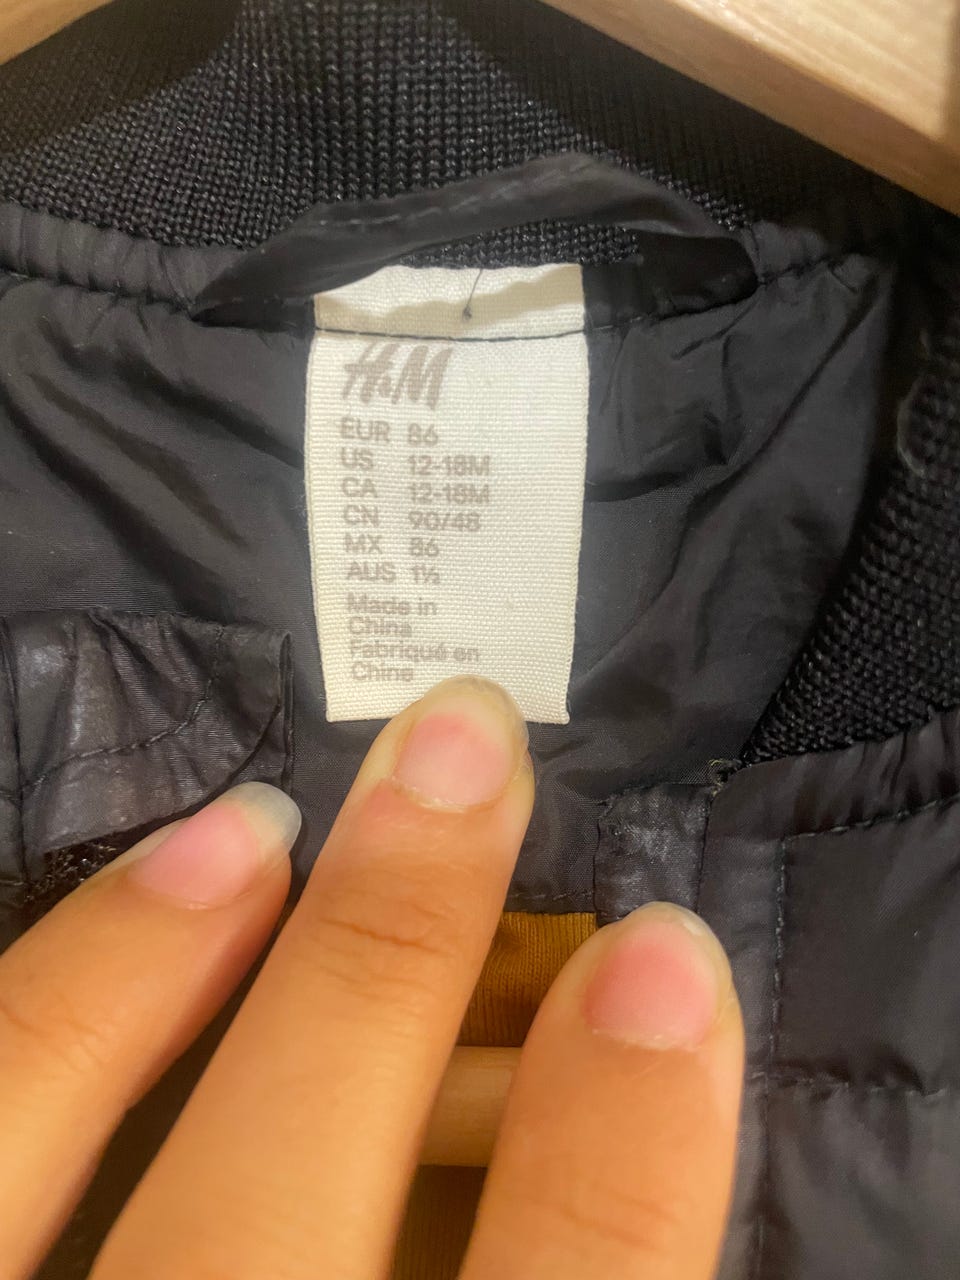 H&M
EUR 86
US 12-18M
CA 12-18M
CN 90/48
MX 86
AUS 1½
Made in
China
Fabriqué en
Chine